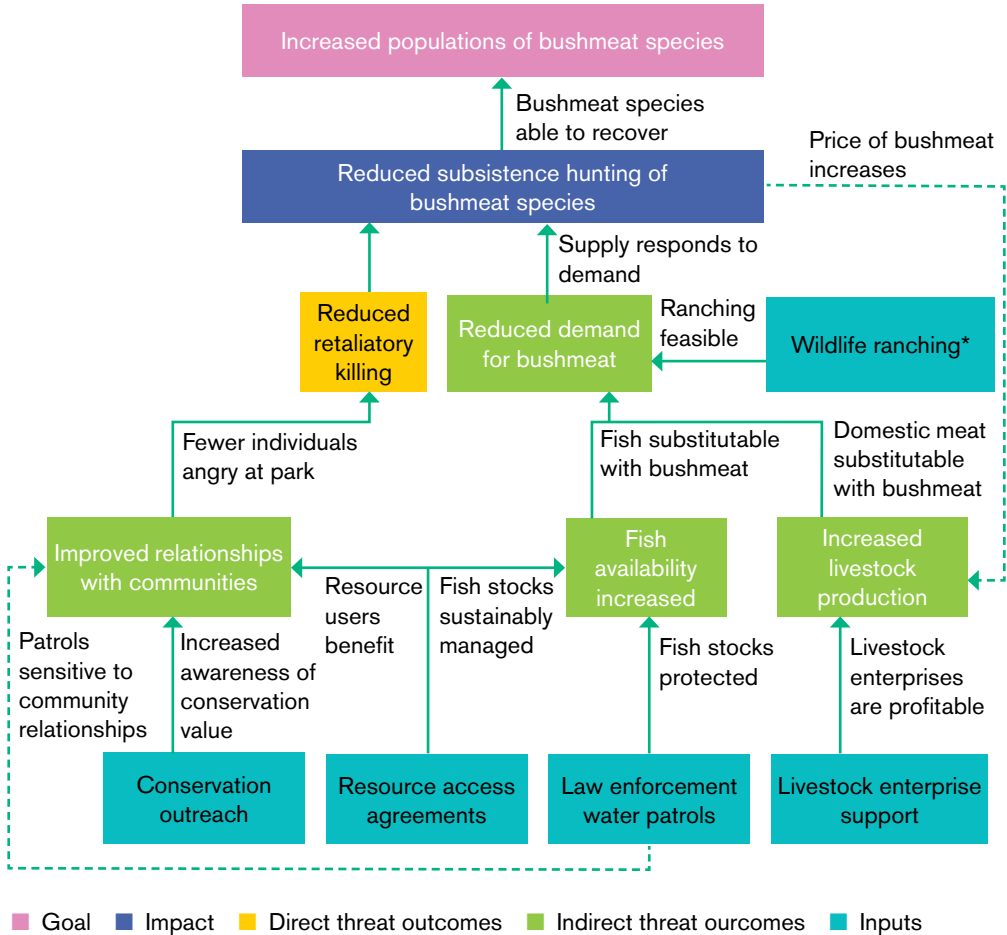 Increased populations of bushmeat species
Bushmeat species
able to recover
Price of bushmeat
increases
Reduced subsistence hunting of
bushmeat species
Supply responds to
demand
Reduced
retaliatory
killing
Reduced demand
for bushmeat
Ranching
feasible
Wildlife ranching*
Fewer individuals
angry at park
Fish substitutable
with bushmeat
Domestic meat
substitutable
with bushmeat
Improved relationships
with communities
Resource
users
benefit
Fish stocks
sustainably
managed
Fish
availability
increased
Increased
livestock
production
Patrols
sensitive to
community
relationships
Increased
awareness of
conservation
value
Fish stocks
protected
Livestock
enterprises
are profitable
Conservation
outreach
Resource access
agreements
Law enforcement
water patrols
Livestock enterprise
support
Goal
Impact
Direct threat outcomes
Indirect threat ourcomes
Inputs